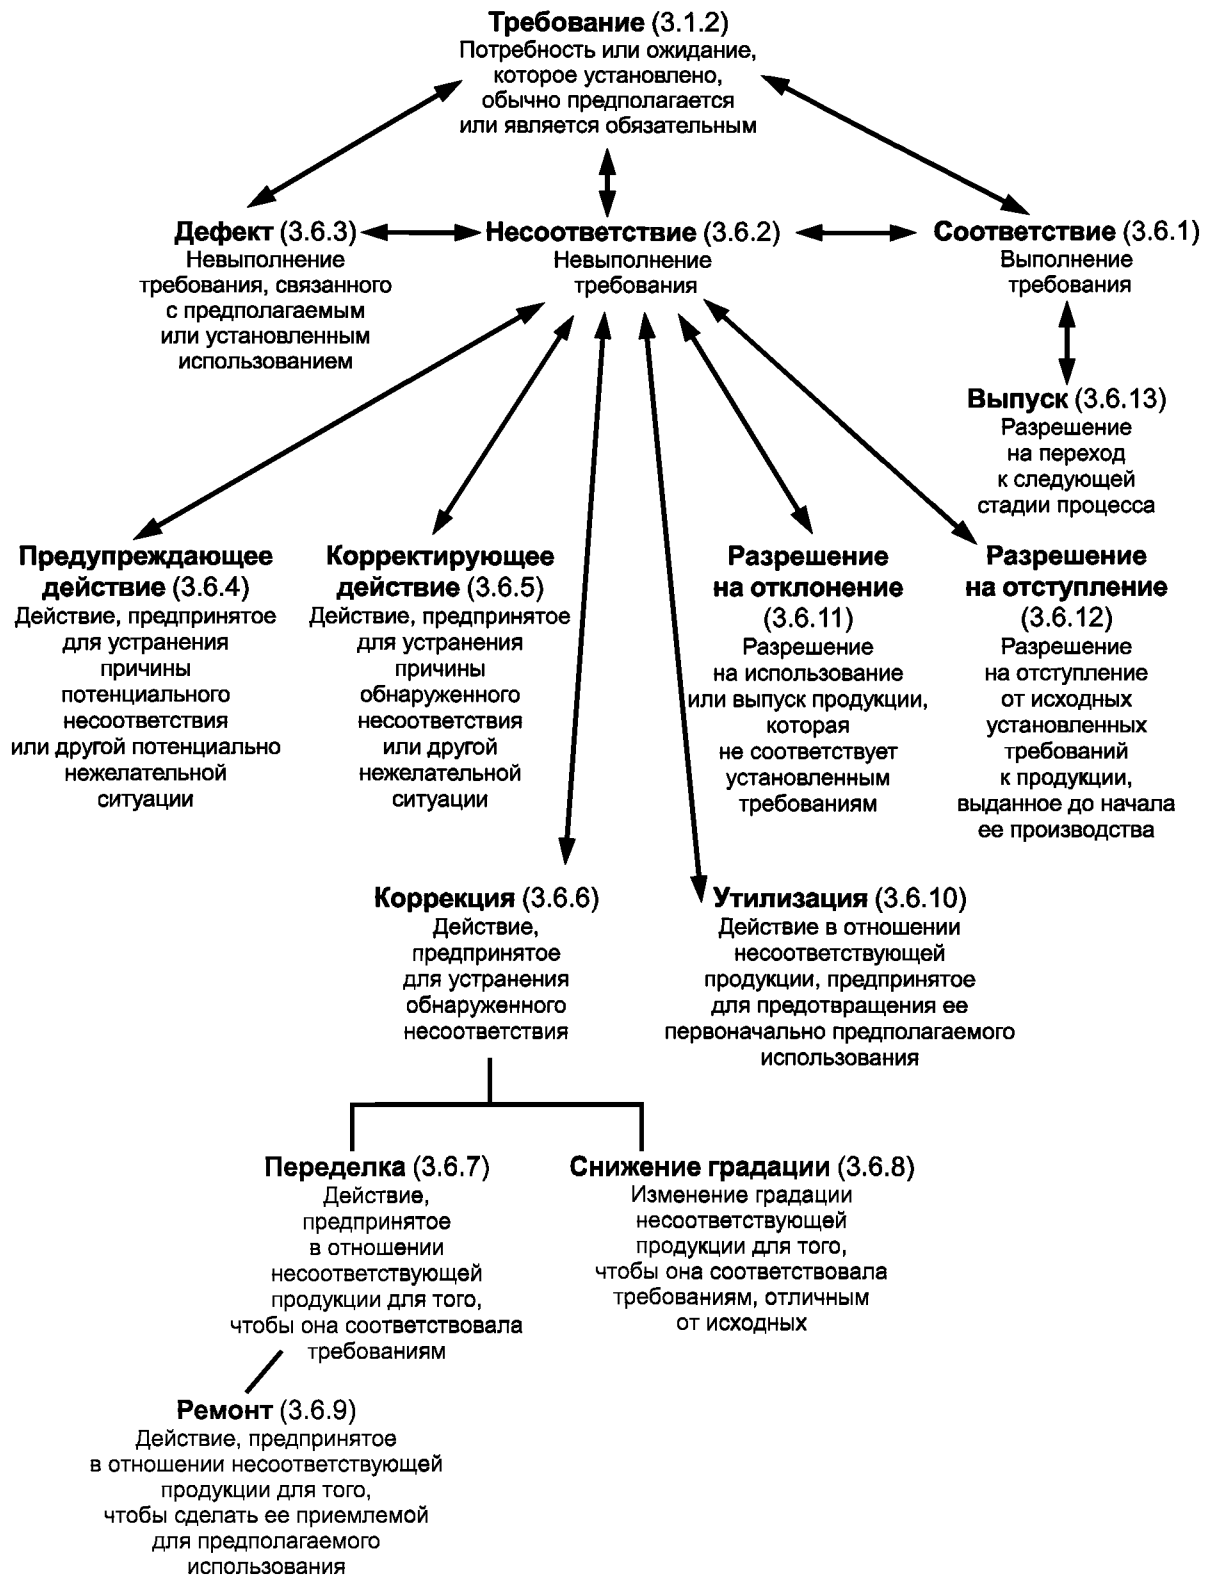 Требование (3.1.2)
Потребность или ожидание,
которое установлено,
обычно предполагается
или является обязательным
Дефект (3.6.3)
Невыполнение
требования, связанного
с предполагаемым
или установленным
использованием
Несоответствие (3.6.2)
Невыполнение
требования
Соответствие (3.6.1)
Выполнение
требования
Выпуск (3.6.13)
Разрешение
на переход
к следующей
стадии процесса
Предупреждающее
действие (3.6.4)
Действие, предпринятое
для устранения
причины
потенциального
несоответствия
или другой потенциально
нежелательной
ситуации
Корректирующее
действие (3.6.5)
Действие, предпринятое
для устранения
причины
обнаруженного
несоответствия
или другой
нежелательной
ситуации
Разрешение
на отклонение
(3.6.11)
Разрешение
на использование
или выпуск продукции,
которая
не соответствует
установленным
требованиям
Разрешение
на отступление
(3.6.12)
Разрешение
на отступление
от исходных
установленных
требований
к продукции,
выданное до начала
ее производства
Коррекция (3.6.6)
Действие,
предпринятое
для устранения
обнаруженного
несоответствия
Утилизация (3.6.10)
Действие в отношении
несоответствующей
продукции, предпринятое
для предотвращения ее
первоначально предполагаемого
использования
Переделка (3.6.7)
Действие,
предпринятое
в отношении
несоответствующей
продукции для того,
чтобы она соответствовала
требованиям
Снижение градации (3.6.8)
Изменение градации
несоответствующей
продукции для того,
чтобы она соответствовала
требованиям, отличным
от исходных
Ремонт (3.6.9)
Действие, предпринятое
в отношении несоответствующей
продукции для того,
чтобы сделать ее приемлемой
для предполагаемого
использования